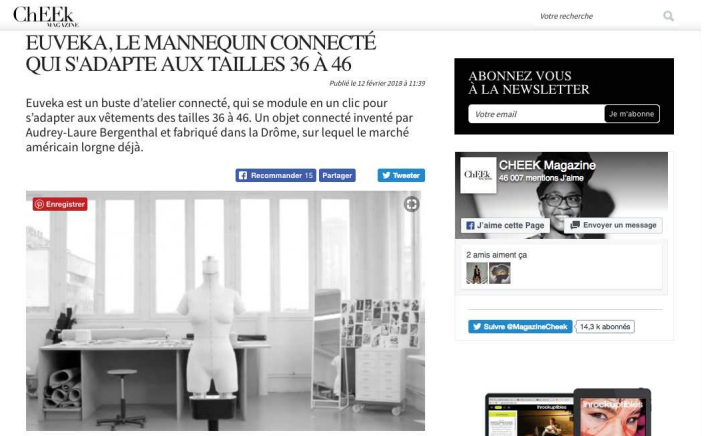 ChEEk
MAGAZINE
Votre recherche
EUVEKA, LE MANNEQUIN CONNECTÉ
QUI S'ADAPTE AUX TAILLES 36 À 46
Publié le 12 février 2018 à 11:39
Euveka est un buste d’atelier connecté, qui se module en un clic pour
s’adapter aux vêtements des tailles 36 à 46. Un objet connecté inventé par
Audrey-Laure Bergenthal et fabriqué dans la Drôme, sur lequel le marché
américain lorgne déjà.
Recommander 15
Partager
Tweeter
Enregistrer
ABONNEZ VOUS
À LA NEWSLETTER
Votre email
Je m'abonne
ChEEk
CHEEK Magazine
46 007 mentions J’aime
J’aime cette Page
Envoyer un message
2 amis aiment ça
Suivre @MagazineCheek
14,3 k abonnés
inrockuptibles
inrockuptibles